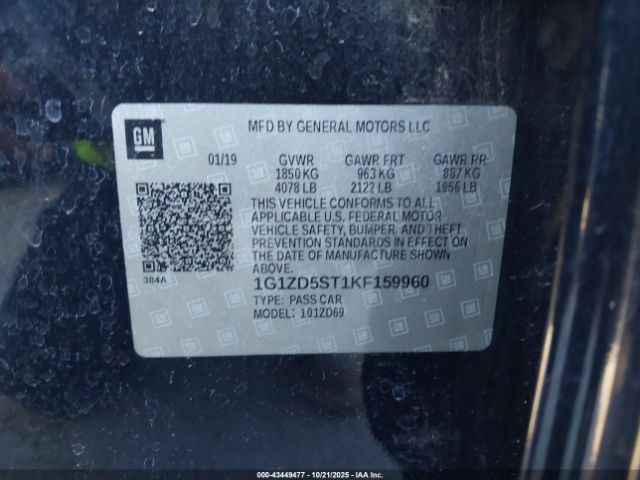 GM
MFD BY GENERAL MOTORS LLC
01/19 GVWR GAWR FRT GAWR RR
1850 KG 963 KG 887 KG
4078 LB 2122 LB 1956 LB
THIS VEHICLE CONFORMS TO ALL
APPLICABLE U.S. FEDERAL MOTOR
VEHICLE SAFETY, BUMPER, AND THEFT
PREVENTION STANDARDS IN EFFECT ON
THE DATE OF MANUFACTURE SHOWN
ABOVE.
384A
1G1ZD5ST1KF159960
TYPE: PASS CAR
MODEL: 101ZD69
000-43449477 - 10/21/2025 - IAA Inc.